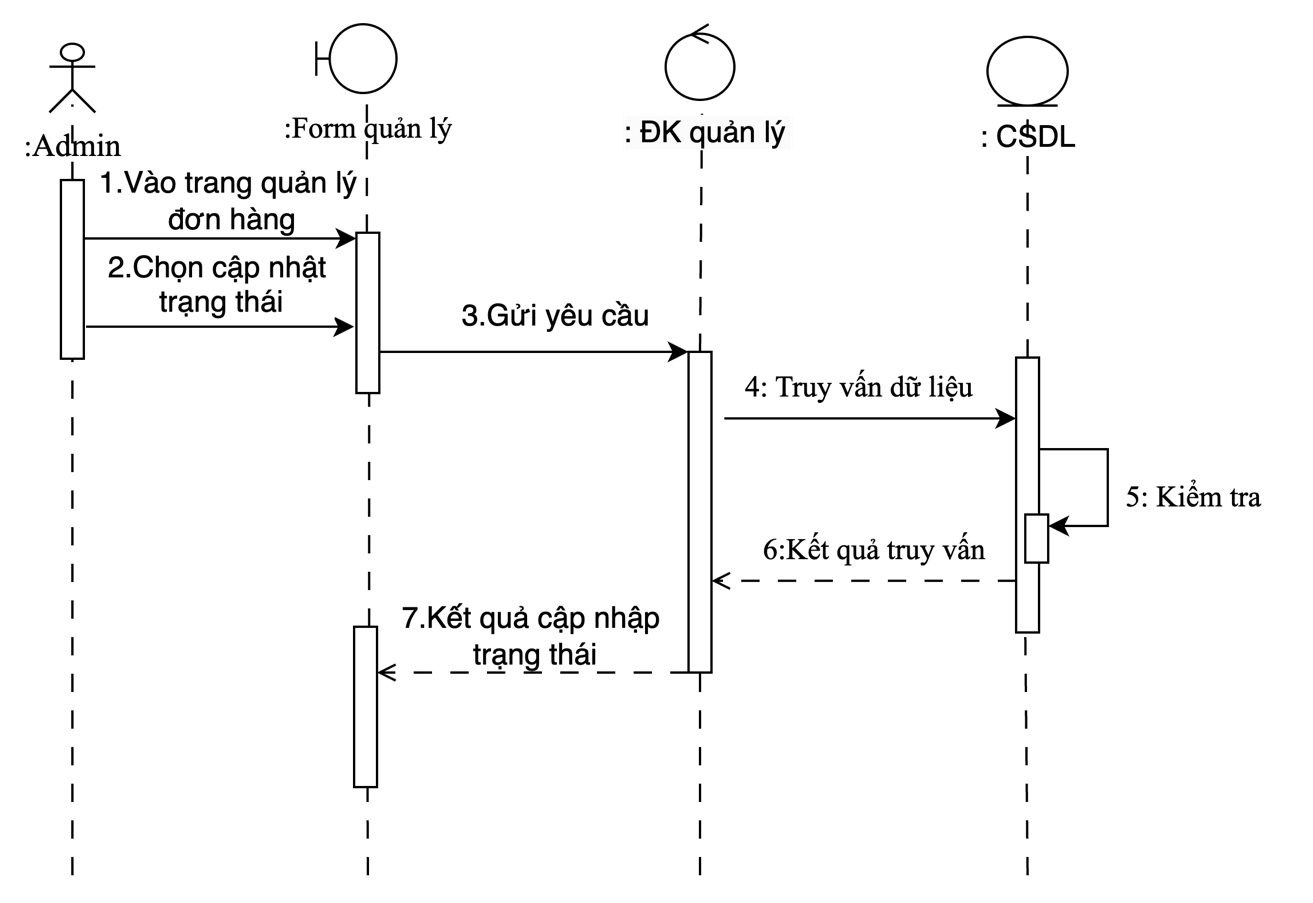 :Admin
:Form quản lý
: ĐK quản lý
: CSDL
1.Vào trang quản lý
đơn hàng
2.Chọn cập nhật
trạng thái
3.Gửi yêu cầu
4: Truy vấn dữ liệu
5: Kiểm tra
6:Kết quả truy vấn
7.Kết quả cập nhập
trạng thái